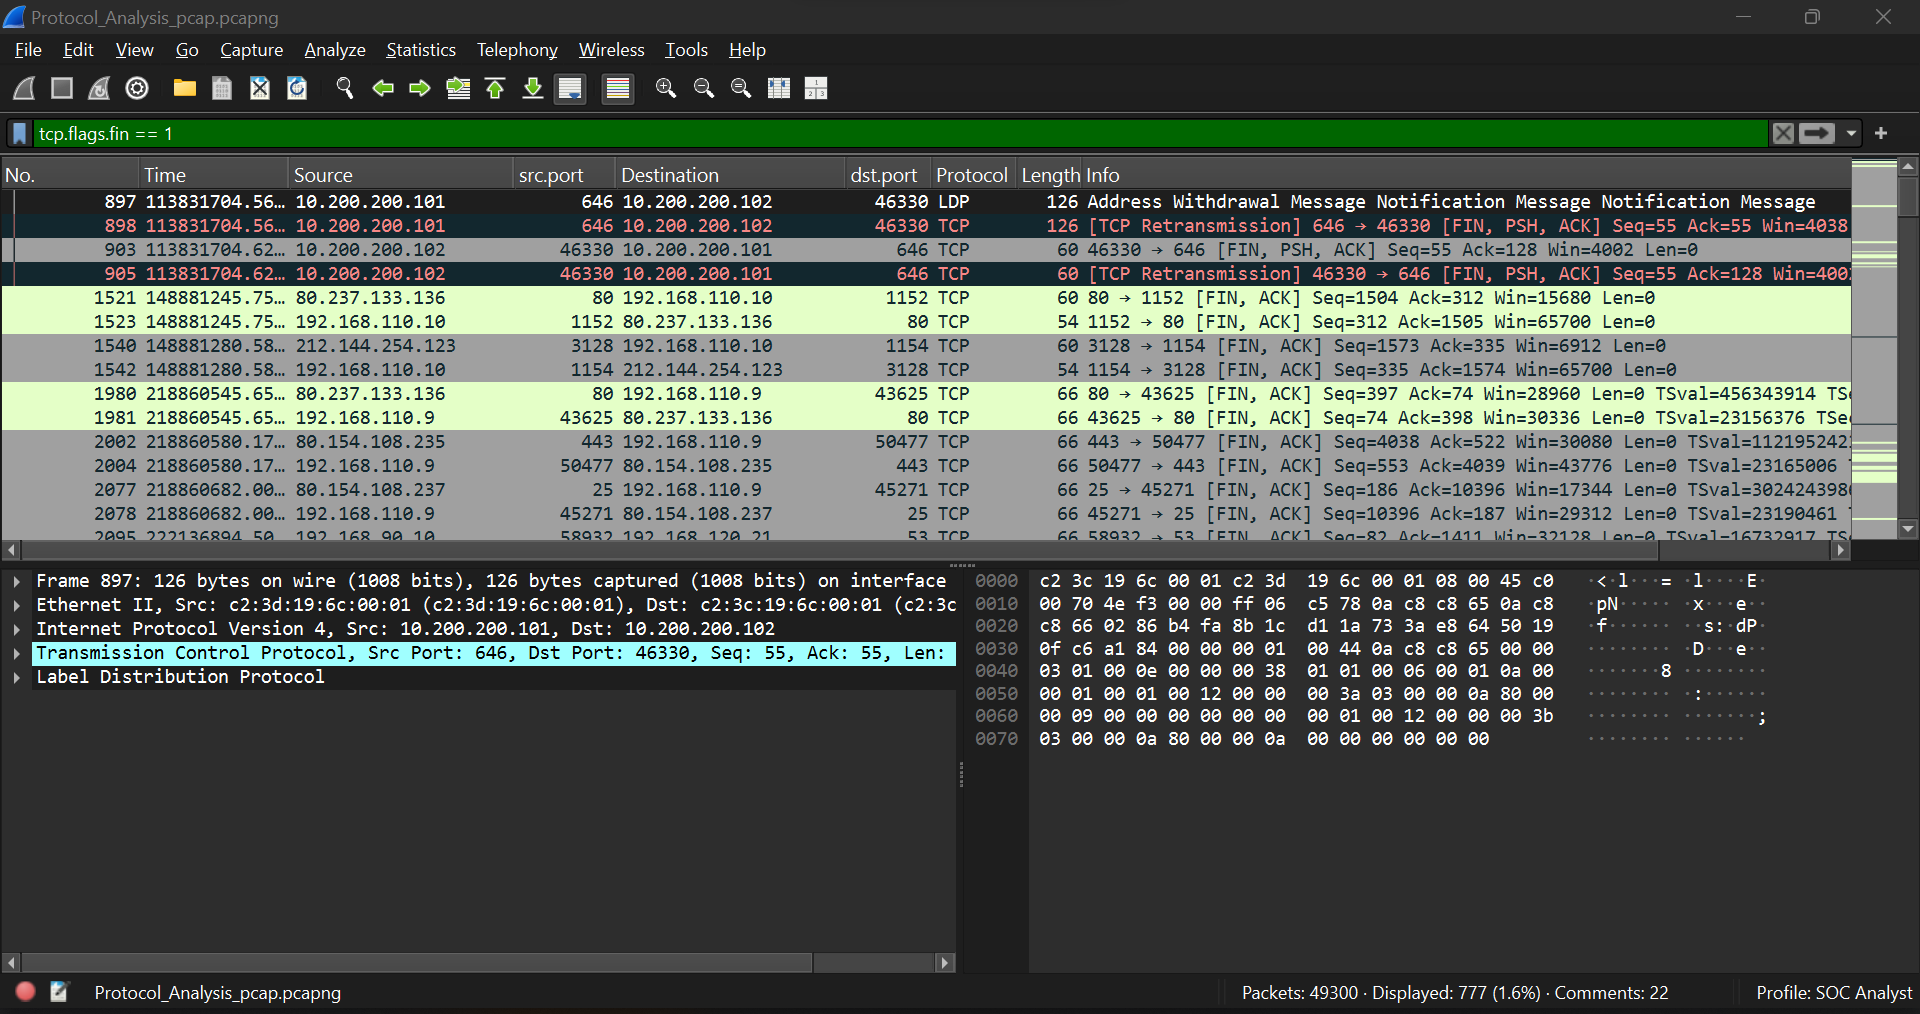 Protocol_Analysis_pcap.pcapng
File Edit View Go Capture Analyze Statistics Telephony Wireless Tools Help
tcp.flags.fin == 1
No. Time Source src.port Destination dst.port Protocol Length Info
897 113831704.56… 10.200.200.101 646 10.200.200.102 46330 LDP 126 Address Withdrawal Message Notification Message Notification Message
898 113831704.56… 10.200.200.101 646 10.200.200.102 46330 TCP 126 [TCP Retransmission] 646 → 46330 [FIN, PSH, ACK] Seq=55 Ack=55 Win=4038
903 113831704.62… 10.200.200.102 46330 10.200.200.101 646 TCP 60 46330 → 646 [FIN, PSH, ACK] Seq=55 Ack=128 Win=4002 Len=0
905 113831704.62… 10.200.200.102 46330 10.200.200.101 646 TCP 60 [TCP Retransmission] 46330 → 646 [FIN, PSH, ACK] Seq=55 Ack=128 Win=400
1521 148881245.75… 80.237.133.136 80 192.168.110.10 1152 TCP 60 80 → 1152 [FIN, ACK] Seq=1504 Ack=312 Win=15680 Len=0
1523 148881245.75… 192.168.110.10 1152 80.237.133.136 80 TCP 54 1152 → 80 [FIN, ACK] Seq=312 Ack=1505 Win=65700 Len=0
1540 148881280.58… 212.144.254.123 3128 192.168.110.10 1154 TCP 60 3128 → 1154 [FIN, ACK] Seq=1573 Ack=335 Win=6912 Len=0
1542 148881280.58… 192.168.110.10 1154 212.144.254.123 3128 TCP 54 1154 → 3128 [FIN, ACK] Seq=335 Ack=1574 Win=65700 Len=0
1980 218860545.65… 80.237.133.136 80 192.168.110.9 43625 TCP 66 80 → 43625 [FIN, ACK] Seq=397 Ack=74 Win=28960 Len=0 TSval=456343914 TS
1981 218860545.65… 192.168.110.9 43625 80.237.133.136 80 TCP 66 43625 → 80 [FIN, ACK] Seq=74 Ack=398 Win=30336 Len=0 TSval=23156376 TSe
2002 218860580.17… 80.154.108.235 443 192.168.110.9 50477 TCP 66 443 → 50477 [FIN, ACK] Seq=4038 Ack=522 Win=30080 Len=0 TSval=112195242
2004 218860580.17… 192.168.110.9 50477 80.154.108.235 443 TCP 66 50477 → 443 [FIN, ACK] Seq=553 Ack=4039 Win=43776 Len=0 TSval=23165006
2077 218860682.00… 80.154.108.237 25 192.168.110.9 45271 TCP 66 25 → 45271 [FIN, ACK] Seq=186 Ack=10396 Win=17344 Len=0 TSval=302424398
2078 218860682.00… 192.168.110.9 45271 80.154.108.237 25 TCP 66 45271 → 25 [FIN, ACK] Seq=10396 Ack=187 Win=29312 Len=0 TSval=23190461
2095 222136894.50… 192.168.90.10 58932 192.168.120.21 53 TCP 66 58932 → 53 [FIN, ACK] Seq=82 Ack=1411 Win=32128 Len=0 TSval=16732917 TS
Frame 897: 126 bytes on wire (1008 bits), 126 bytes captured (1008 bits) on interface
Ethernet II, Src: c2:3d:19:6c:00:01 (c2:3d:19:6c:00:01), Dst: c2:3c:19:6c:00:01 (c2:3c
Internet Protocol Version 4, Src: 10.200.200.101, Dst: 10.200.200.102
Transmission Control Protocol, Src Port: 646, Dst Port: 46330, Seq: 55, Ack: 55, Len:
Label Distribution Protocol
0000 c2 3c 19 6c 00 01 c2 3d 19 6c 00 01 08 00 45 c0 ·<·l···= ·l····E·
0010 00 70 4e f3 00 00 ff 06 c5 78 0a c8 c8 65 0a c8 ·pN····· ·x···e··
0020 c8 66 02 86 b4 fa 8b 1c d1 1a 73 3a e8 64 50 19 ·f······ ··s:·dP·
0030 0f c6 a1 84 00 00 00 01 00 44 0a c8 c8 65 00 00 ········ ·D···e··
0040 03 01 00 0e 00 00 00 38 01 01 00 06 00 01 0a 00 ·······8 ········
0050 00 01 00 01 00 12 00 00 00 3a 03 00 00 0a 80 00 ········ ·:······
0060 00 09 00 00 00 00 00 00 00 01 00 12 00 00 00 3b ········ ·······;
0070 03 00 00 0a 80 00 00 0a 00 00 00 00 00 00 ········ ······
Protocol_Analysis_pcap.pcapng Packets: 49300 · Displayed: 777 (1.6%) · Comments: 22 Profile: SOC Analyst